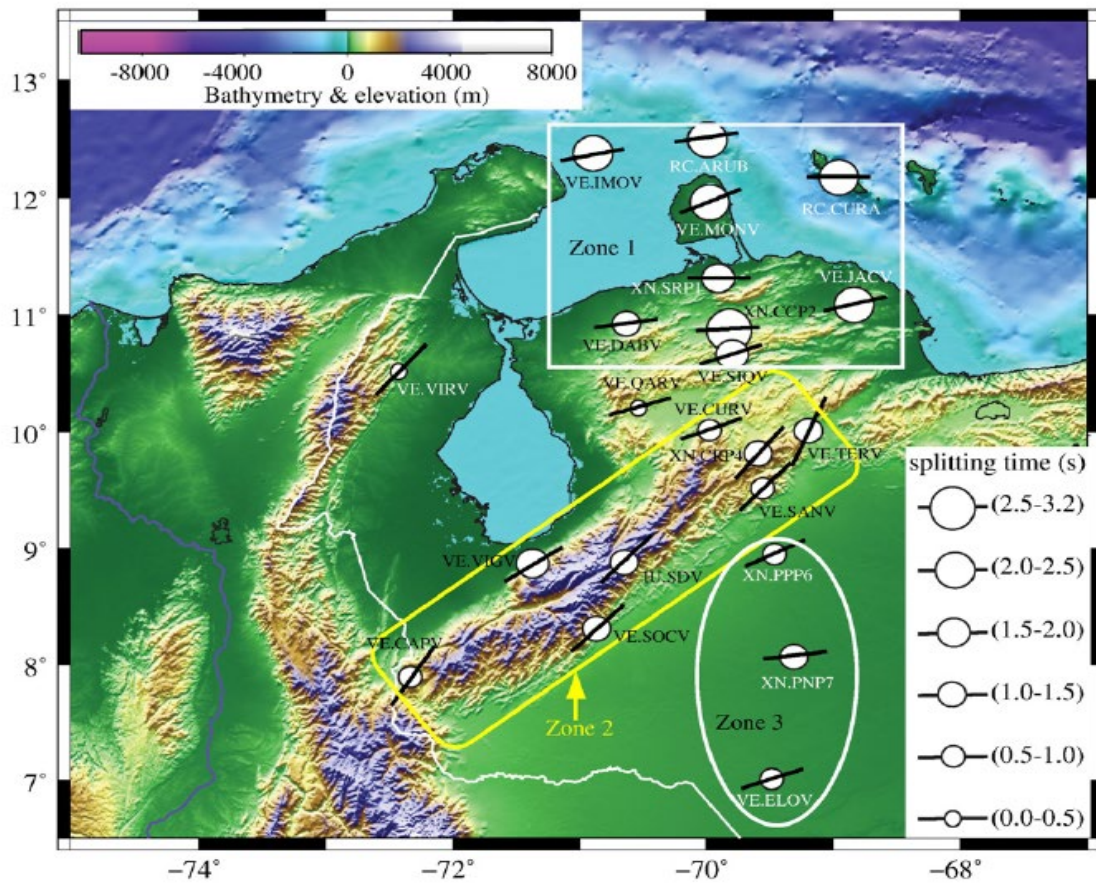 -8000 -4000 0 4000 8000
Bathymetry & elevation (m)
13°
12°
11°
10°
9°
8°
7°
−74°
−72°
−70°
−68°
VE.IMOV
RC.ARUB
RC.CURA
VE.MONV
Zone 1
XN.SRP1
VE.JACV
XN.CCP2
VE.DABV
VE.SIQV
VE.VIRV
VE.QARV
VE.CURV
XN.CRP4
VE.TERV
VE.SANV
VE.VIGV
IU.SDV
XN.PPP6
VE.SOCV
VE.CAPV
XN.PNP7
Zone 2
Zone 3
VE.ELOV
splitting time (s)
(2.5-3.2)
(2.0-2.5)
(1.5-2.0)
(1.0-1.5)
(0.5-1.0)
(0.0-0.5)